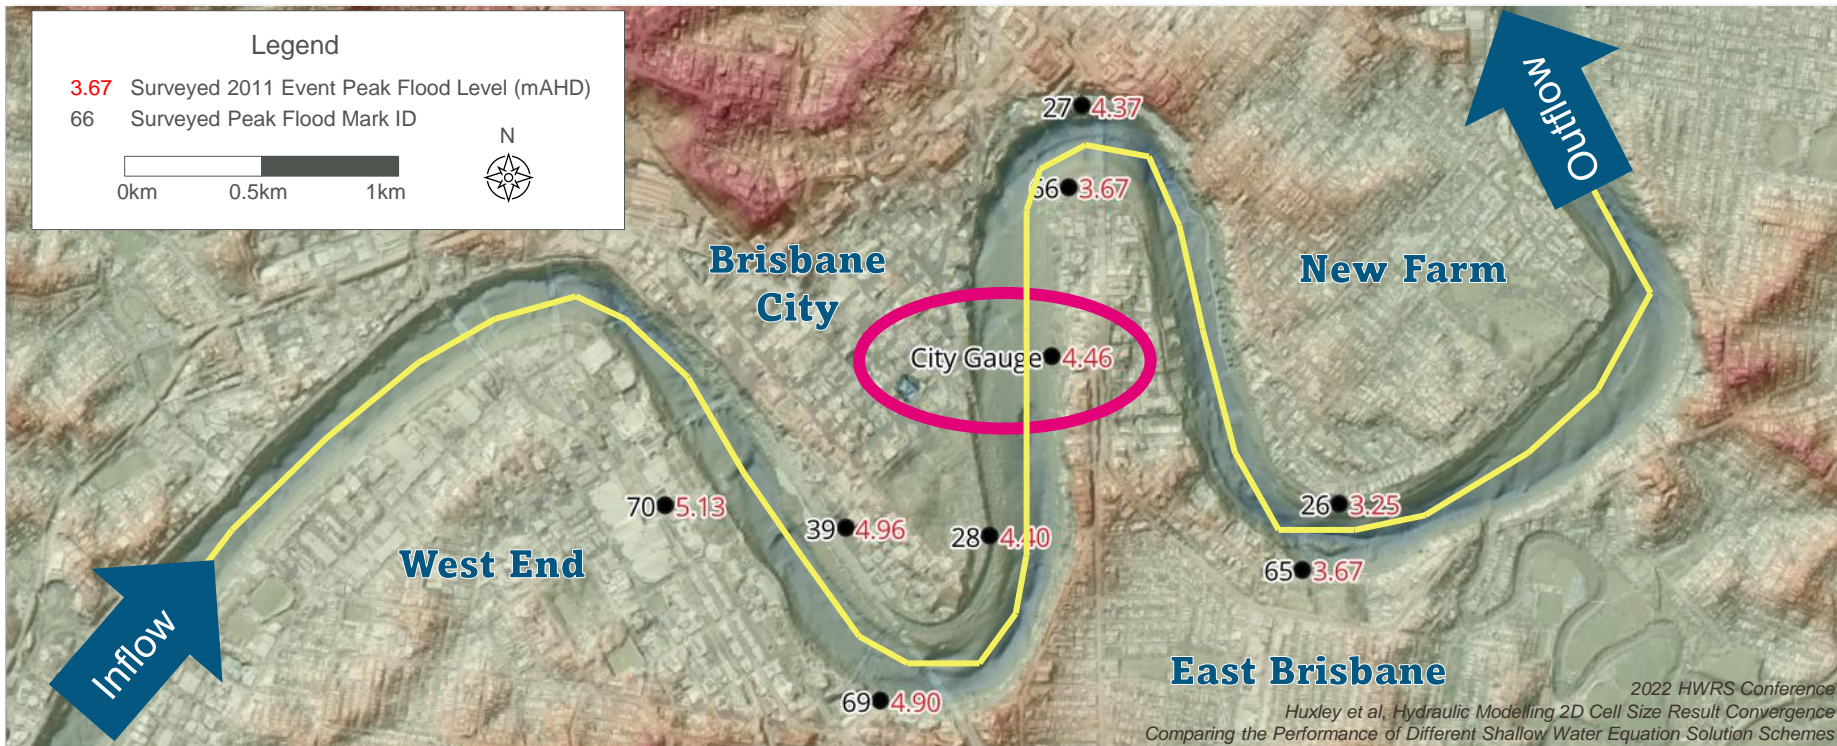 Legend
3.67 Surveyed 2011 Event Peak Flood Level (mAHD)
66 Surveyed Peak Flood Mark ID
N
0km 0.5km 1km
Outflow
27 4.37
66 3.67
Brisbane
City
New Farm
City Gauge 4.46
70 5.13
39 4.96
28 4.40
26 3.25
West End
65 3.67
Inflow
East Brisbane
69 4.90
2022 HWRS Conference
Huxley et al, Hydraulic Modelling 2D Cell Size Result Convergence
Comparing the Performance of Different Shallow Water Equation Solution Schemes